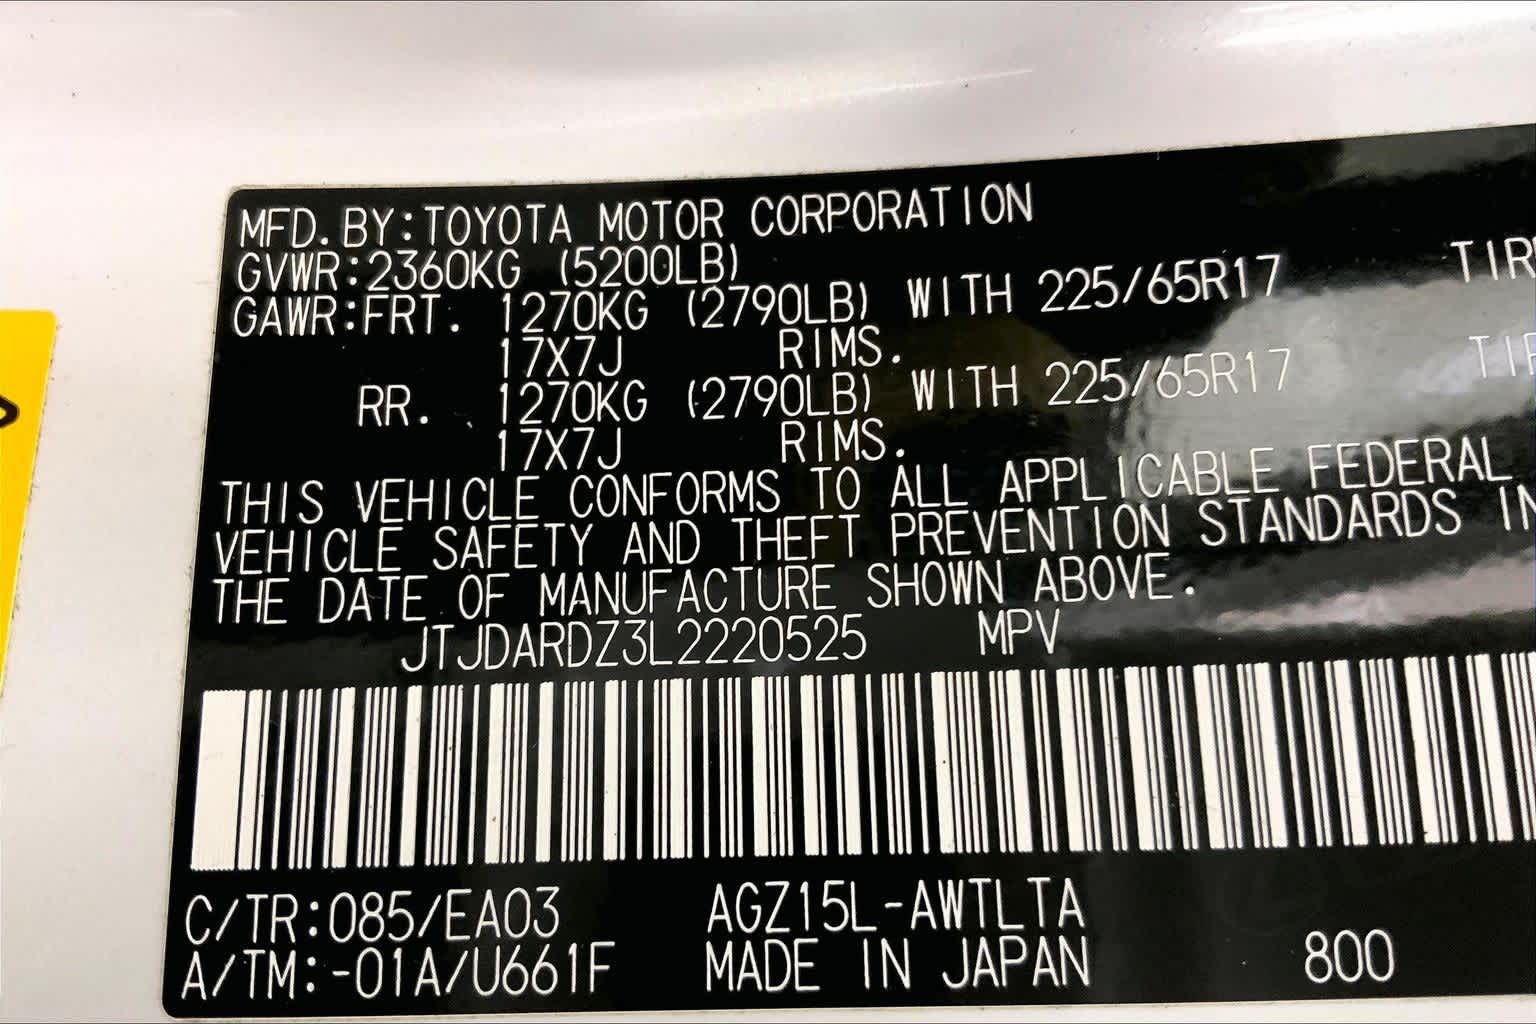 MFD.BY:TOYOTA MOTOR CORPORATION
GVWR:2360KG (5200LB)
GAWR:FRT. 1270KG (2790LB) WITH 225/65R17
17X7J RIMS.
RR. 1270KG (2790LB) WITH 225/65R17
17X7J RIMS.
THIS VEHICLE CONFORMS TO ALL APPLICABLE FEDERAL
VEHICLE SAFETY AND THEFT PREVENTION STANDARDS IN
THE DATE OF MANUFACTURE SHOWN ABOVE.
JTJDARDZ3L2220525 MPV
C/TR:085/EA03 AGZ15L-AWTLTA
A/TM:-01A/U661F MADE IN JAPAN 800